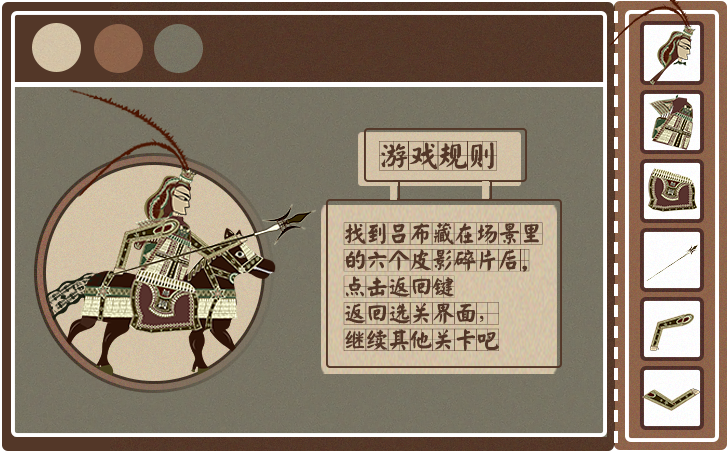 游戏规则
找到吕布藏在场景里
的六个皮影碎片后，
点击返回键
返回选关界面，
继续其他关卡吧